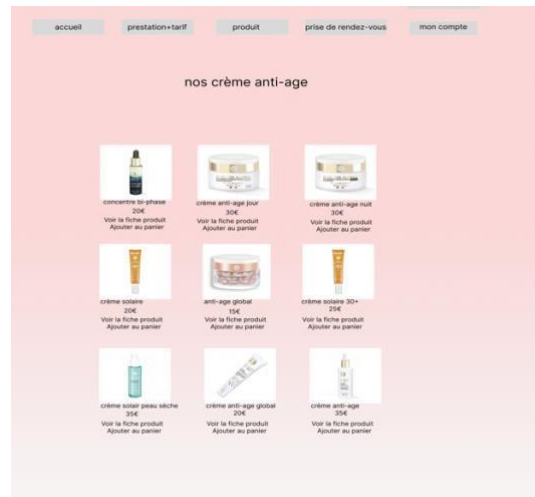 accueil
prestation+tarif
produit
prise de rendez-vous
mon compte
nos crème anti-age
concentre bi-phase
20€
Voir la fiche produit
Ajouter au panier
crème anti-age jour
30€
Voir la fiche produit
Ajouter au panier
crème anti-age nuit
30€
Voir la fiche produit
Ajouter au panier
crème solaire
20€
Voir la fiche produit
Ajouter au panier
anti-age global
15€
Voir la fiche produit
Ajouter au panier
crème solaire 30+
25€
Voir la fiche produit
Ajouter au panier
crème solair peau sèche
35€
Voir la fiche produit
Ajouter au panier
crème anti-age global
20€
Voir la fiche produit
Ajouter au panier
crème anti-age
35€
Voir la fiche produit
Ajouter au panier